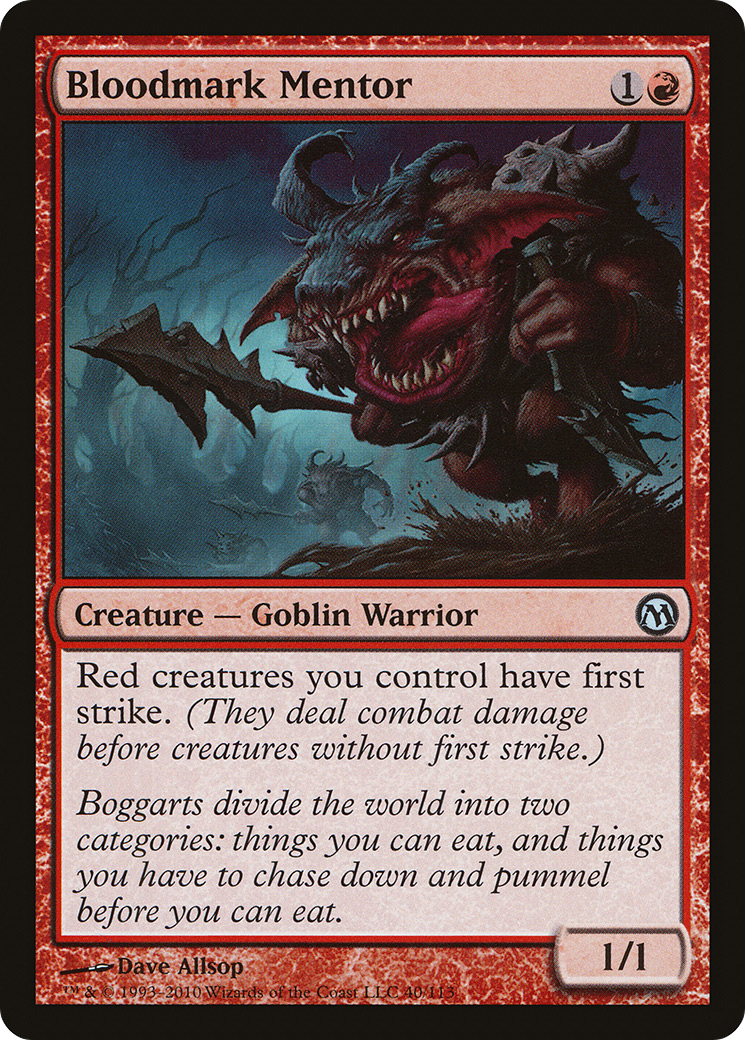 Bloodmark Mentor 1
Creature — Goblin Warrior
Red creatures you control have first
strike. (They deal combat damage
before creatures without first strike.)
Boggarts divide the world into two
categories: things you can eat, and things
you have to chase down and pummel
before you can eat.
1/1
Dave Allsop
™ & © 1993–2010 Wizards of the Coast LLC 40/113